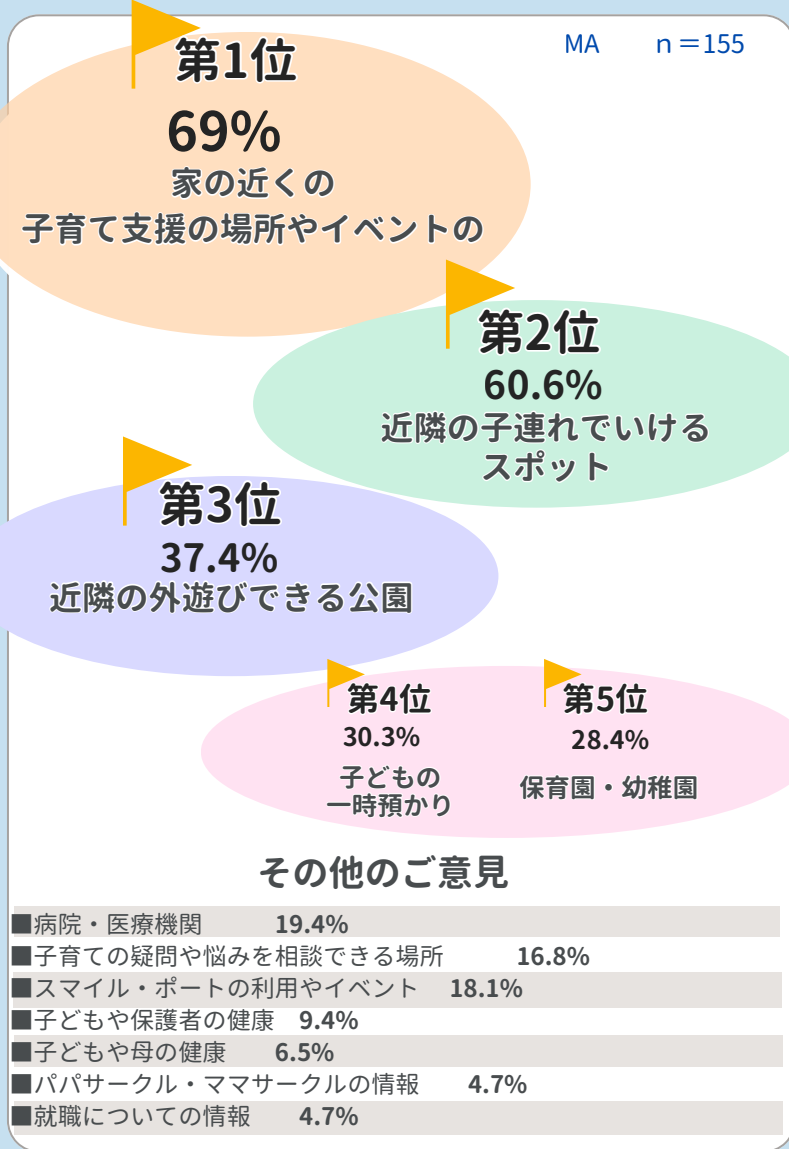 MA n＝155
第1位
69%
家の近くの
子育て支援の場所やイベントの
第2位
60.6%
近隣の子連れでいける
スポット
第3位
37.4%
近隣の外遊びできる公園
第4位
30.3%
子どもの
一時預かり
第5位
28.4%
保育園・幼稚園
その他のご意見
■病院・医療機関 19.4%
■子育ての疑問や悩みを相談できる場所 16.8%
■スマイル・ポートの利用やイベント 18.1%
■子どもや保護者の健康 9.4%
■子どもや母の健康 6.5%
■パパサークル・ママサークルの情報 4.7%
■就職についての情報 4.7%